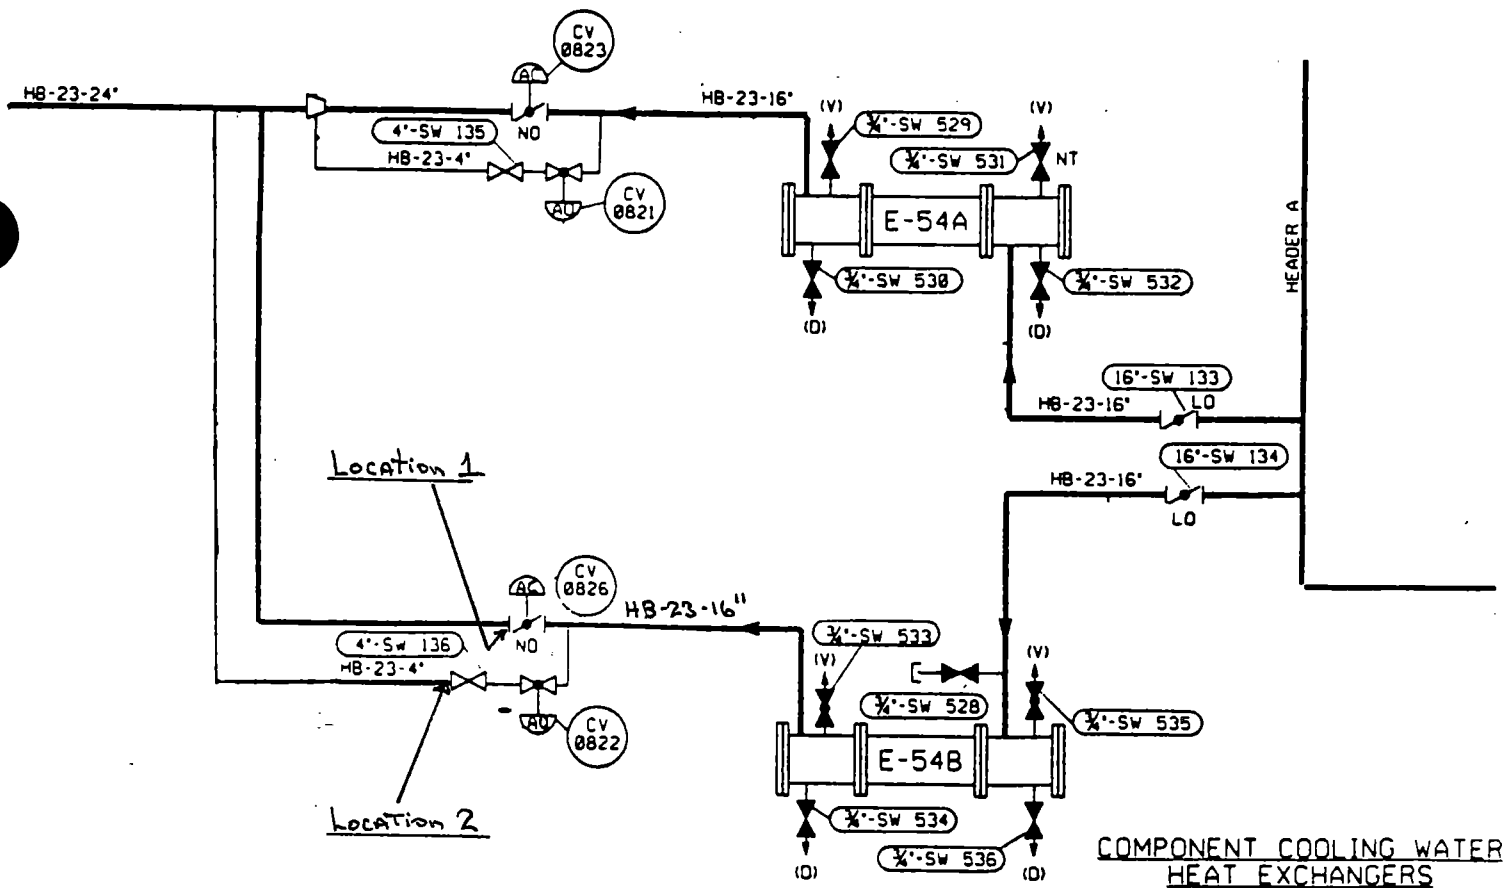 CV
0823
HB-23-24"
AC
HB-23-16"
NO
4"-SW 135
HB-23-4"
CV
0821
AO
(V)
¾"-SW 529
(V)
¾"-SW 531
NT
E-54A
HEADER A
¾"-SW 530
(D)
¾"-SW 532
(D)
16"-SW 133
LO
HB-23-16"
16"-SW 134
HB-23-16"
LO
Location 1
CV
0826
AC
HB-23-16"
NO
4"-SW 136
HB-23-4"
CV
0822
AO
¾"-SW 533
(V)
(V)
¾"-SW 528
¾"-SW 535
E-54B
Location 2
¾"-SW 534
(D)
¾"-SW 536
(D)
COMPONENT COOLING WATER
HEAT EXCHANGERS